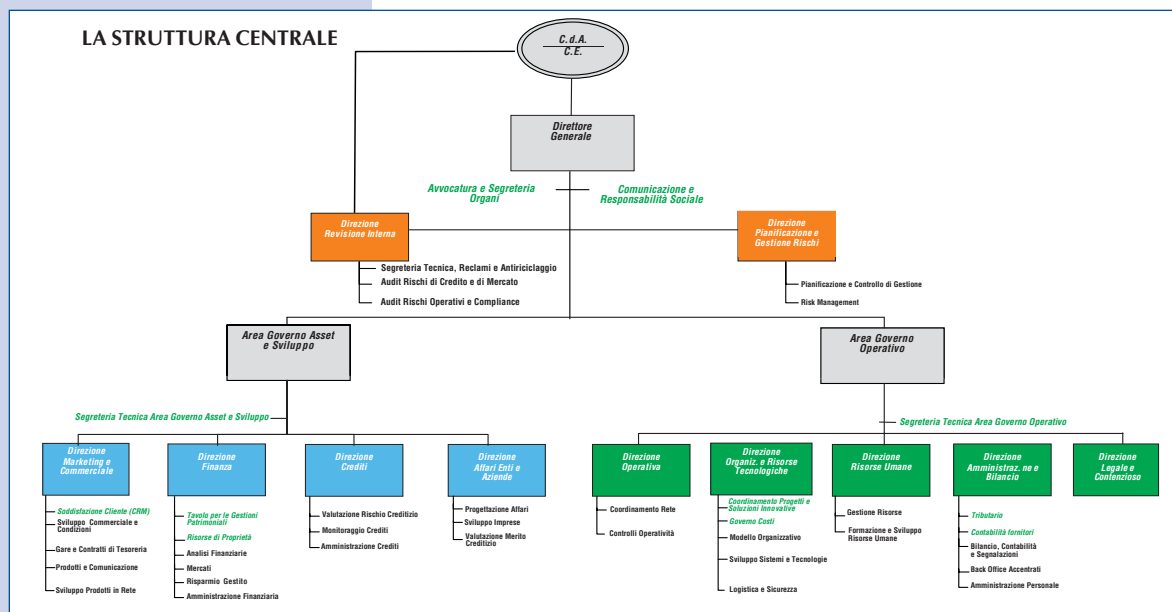 LA STRUTTURA CENTRALE
C.d.A.
C.E.
Direttore
Generale
Avvocatura e Segreteria
Organi
Comunicazione e
Responsabilità Sociale
Direzione
Revisione Interna
Direzione
Pianificazione e
Gestione Rischi
Segreteria Tecnica, Reclami e Antiriciclaggio
Audit Rischi di Credito e di Mercato
Audit Rischi Operativi e Compliance
Pianificazione e Controllo di Gestione
Risk Management
Area Governo Asset
e Sviluppo
Area Governo
Operativo
Segreteria Tecnica Area Governo Asset e Sviluppo
Segreteria Tecnica Area Governo Operativo
Direzione
Marketing e
Commerciale
Soddisfazione Cliente (CRM)
Sviluppo Commerciale e
Condizioni
Gare e Contratti di Tesoreria
Prodotti e Comunicazione
Sviluppo Prodotti in Rete
Direzione
Finanza
Tavolo per le Gestioni
Patrimoniali
Risorse di Proprietà
Analisi Finanziarie
Mercati
Risparmio Gestito
Amministrazione Finanziaria
Direzione
Crediti
Valutazione Rischio Creditizio
Monitoraggio Crediti
Amministrazione Crediti
Direzione
Affari Enti e
Aziende
Progettazione Affari
Sviluppo Imprese
Valutazione Merito
Creditizio
Direzione
Operativa
Coordinamento Rete
Controlli Operatività
Direzione
Organiz. e Risorse
Tecnologiche
Coordinamento Progetti e
Soluzioni Innovative
Governo Costi
Modello Organizzativo
Sviluppo Sistemi e Tecnologie
Logistica e Sicurezza
Direzione
Risorse Umane
Gestione Risorse
Formazione e Sviluppo
Risorse Umane
Direzione
Amministraz. ne e
Bilancio
Tributario
Contabilità fornitori
Bilancio, Contabilità
e Segnalazioni
Back Office Accentrati
Amministrazione Personale
Direzione
Legale e
Contenzioso